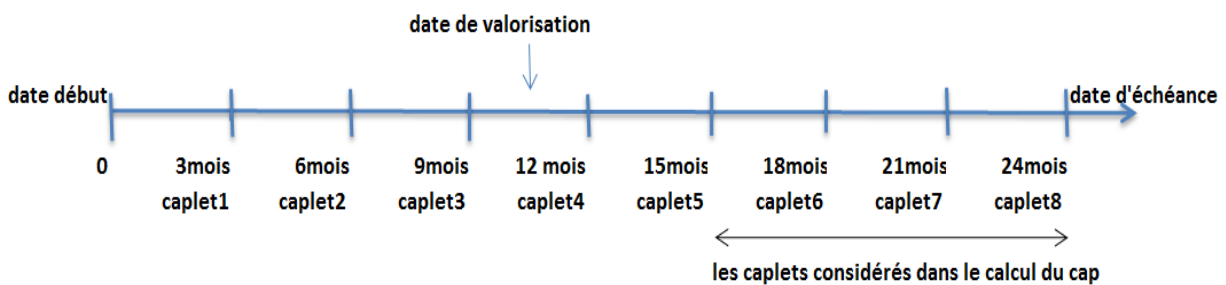 date de valorisation
date début
date d'échéance
0 3mois 6mois 9mois 12 mois 15mois 18mois 21mois 24mois
caplet1 caplet2 caplet3 caplet4 caplet5 caplet6 caplet7 caplet8
les caplets considérés dans le calcul du cap